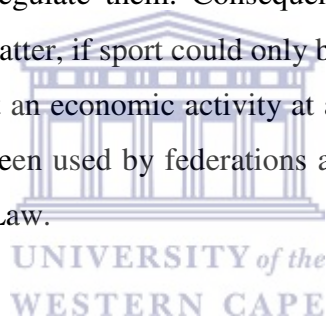 egulate them. Consequen
atter, if sport could only b
an economic activity at a
een used by federations a
Law.
UNIVERSITY of the
WESTERN CAPE